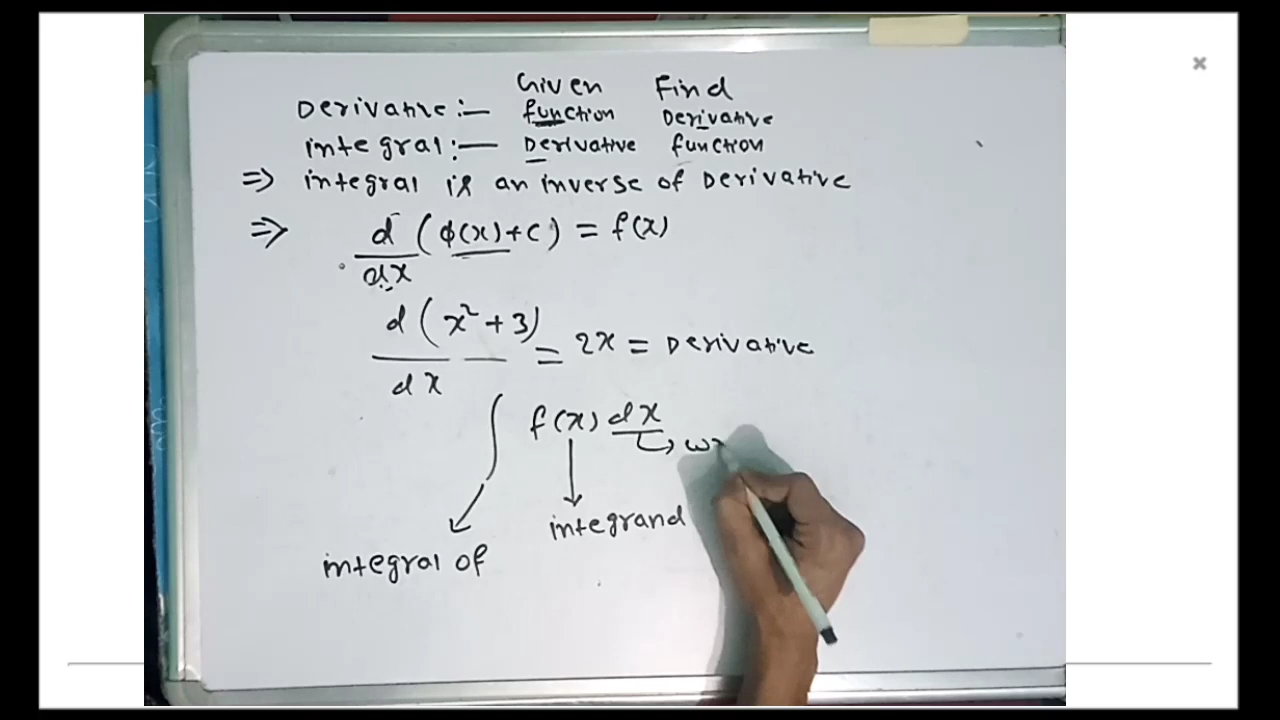 Given Find
Derivative:— function Derivative
integral:— Derivative function
⇒ integral is an inverse of Derivative
⇒ d/dx (φ(x)+c) = f(x)
d(x²+3)/dx = 2x = Derivative
∫ f(x) dx
integrand
integral of